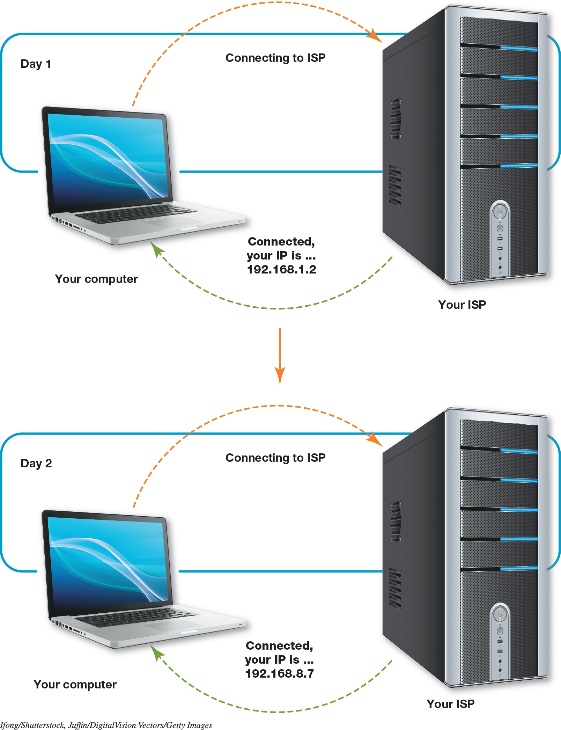 Day 1
Connecting to ISP
Connected,
your IP is ...
192.168.1.2
Your computer
Your ISP
Day 2
Connecting to ISP
Connected,
your IP is ...
192.168.8.7
Your computer
Your ISP
Ifong/Shutterstock, Juffin/DigitalVision Vectors/Getty Images